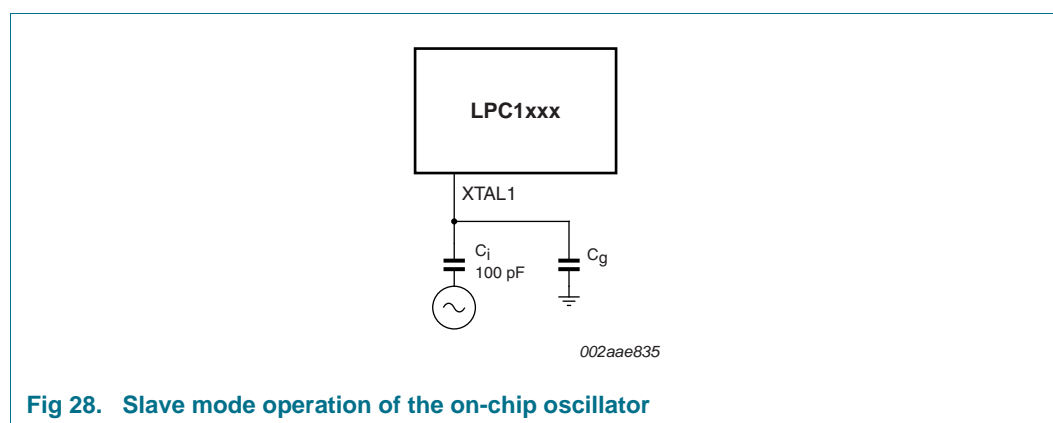 LPC1xxx
XTAL1
Ci
100 pF
Cg
002aae835
Fig 28. Slave mode operation of the on-chip oscillator